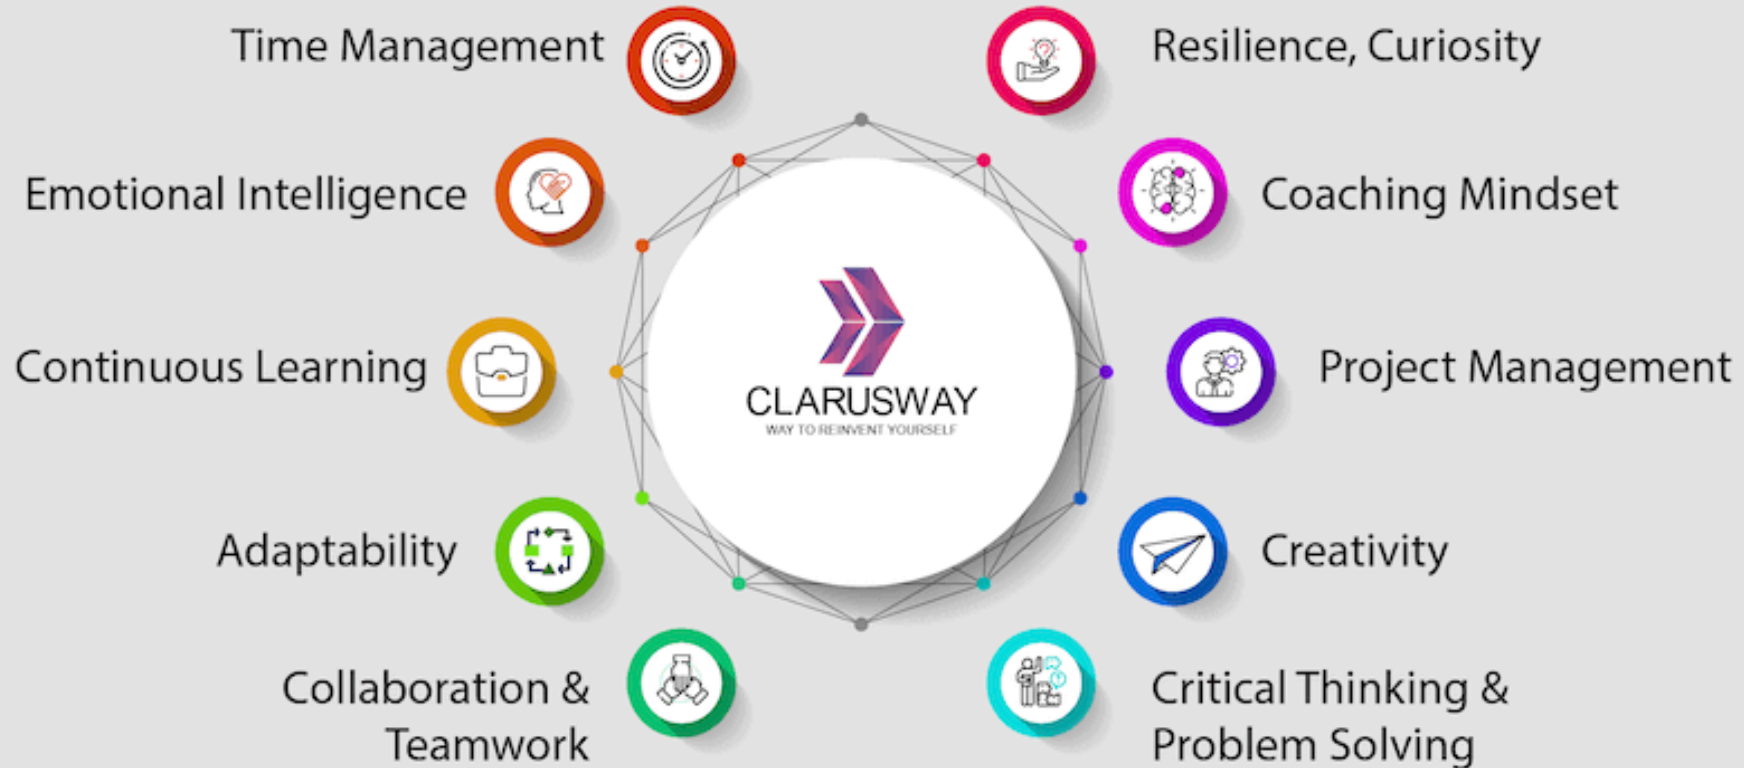 Time Management
Resilience, Curiosity
Emotional Intelligence
Coaching Mindset
Continuous Learning
CLARUSWAY
WAY TO REINVENT YOURSELF
Project Management
Adaptability
Creativity
Collaboration &
Teamwork
Critical Thinking &
Problem Solving